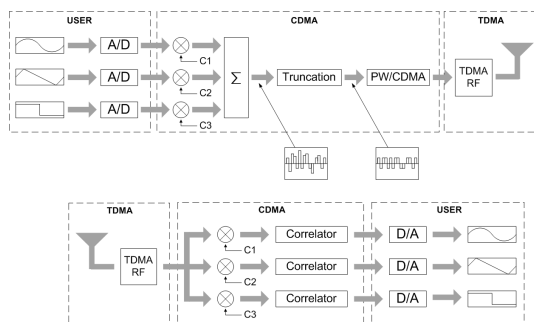 USER
CDMA
TDMA
A/D
C1
A/D
C2
Σ
Truncation
PW/CDMA
TDMA
RF
A/D
C3
TDMA
CDMA
USER
C1
Correlator
D/A
TDMA
RF
C2
Correlator
D/A
C3
Correlator
D/A